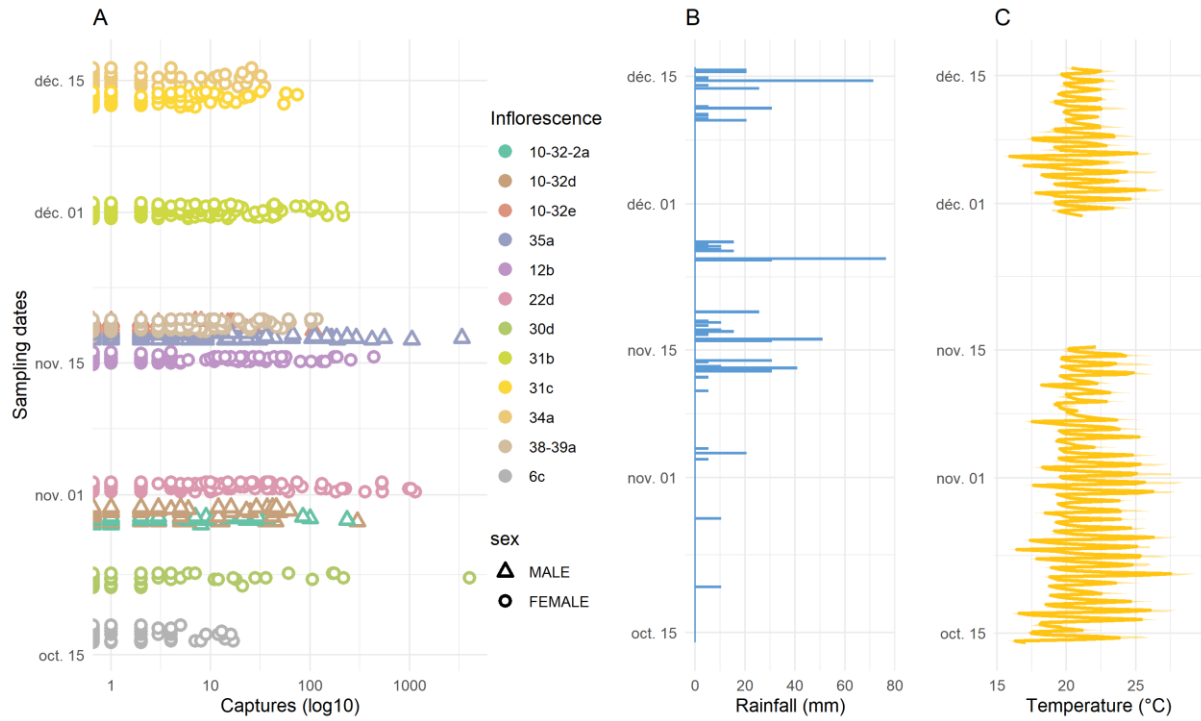 A
B
C
Sampling dates
déc. 15
déc. 01
nov. 15
nov. 01
oct. 15
1
10
100
1000
Captures (log10)
Inflorescence
10-32-2a
10-32d
10-32e
35a
12b
22d
30d
31b
31c
34a
38-39a
6c
sex
MALE
FEMALE
déc. 15
déc. 01
nov. 15
nov. 01
oct. 15
0
20
40
60
80
Rainfall (mm)
déc. 15
déc. 01
nov. 15
nov. 01
oct. 15
15
20
25
Temperature (°C)